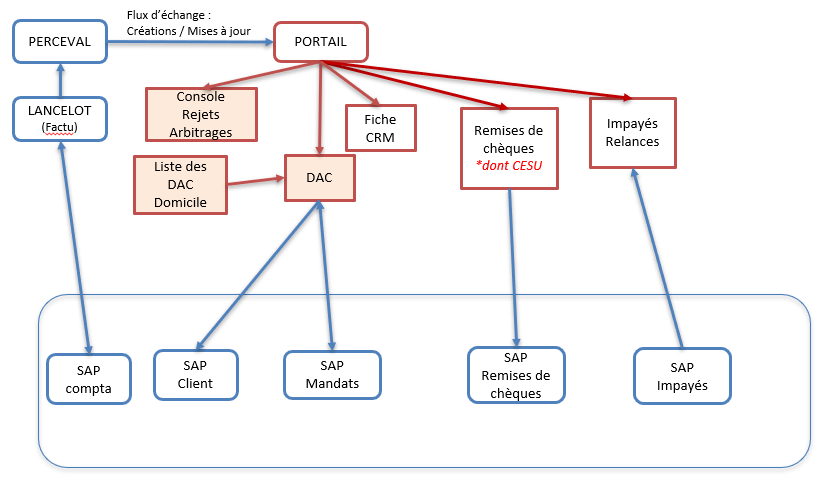 Flux d'échange :
Créations / Mises à jour
PERCEVAL
PORTAIL
LANCELOT
(Factu)
Console
Rejets
Arbitrages
Fiche
CRM
Remises de
chèques
*dont CESU
Impayés
Relances
Liste des
DAC
Domicile
DAC
SAP
compta
SAP
Client
SAP
Mandats
SAP
Remises de
chèques
SAP
Impayés